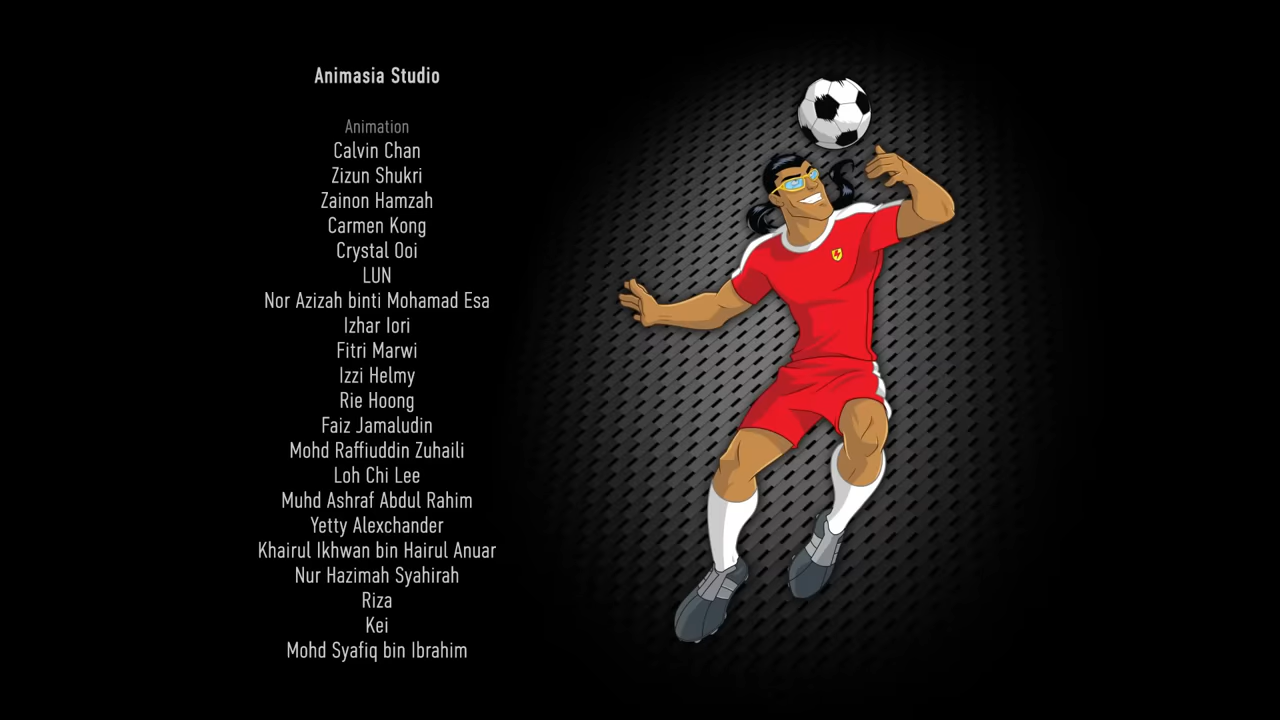 Animasia Studio
Animation
Calvin Chan
Zizun Shukri
Zainon Hamzah
Carmen Kong
Crystal Ooi
LUN
Nor Azizah binti Mohamad Esa
Izhar Iori
Fitri Marwi
Izzi Helmy
Rie Hoong
Faiz Jamaludin
Mohd Raffiuddin Zuhaili
Loh Chi Lee
Muhd Ashraf Abdul Rahim
Yetty Alexchander
Khairul Ikhwan bin Hairul Anuar
Nur Hazimah Syahirah
Riza
Kei
Mohd Syafiq bin Ibrahim